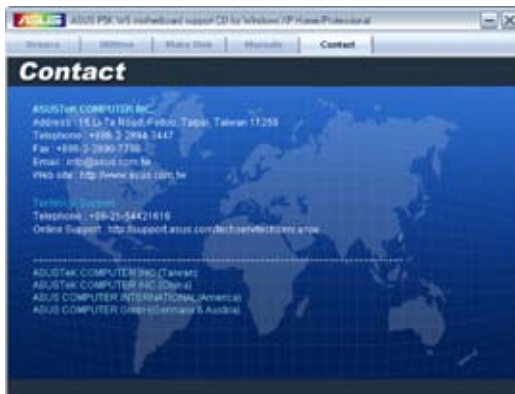 ASUS ASUS P5K WS motherboard support CD for Windows XP Home/Professional
Drivers Utilities Make Disk Manuals Contact
Contact
ASUSTeK COMPUTER INC.
Address : 15 Li-Te Road, Peitou, Taipei, Taiwan 11259
Telephone : +886-2-2894-3447
Fax : +886-2-2890-7798
Email : info@asus.com.tw
Web site : http://www.asus.com.tw
Technical Support
Telephone : +86-21-54421616
Online Support : http://support.asus.com/techserv/techserv.aspx
ASUSTeK COMPUTER INC.(Taiwan)
ASUSTeK COMPUTER INC.(China)
ASUS COMPUTER INTERNATIONAL(America)
ASUS COMPUTER GmbH(Germany & Austria)